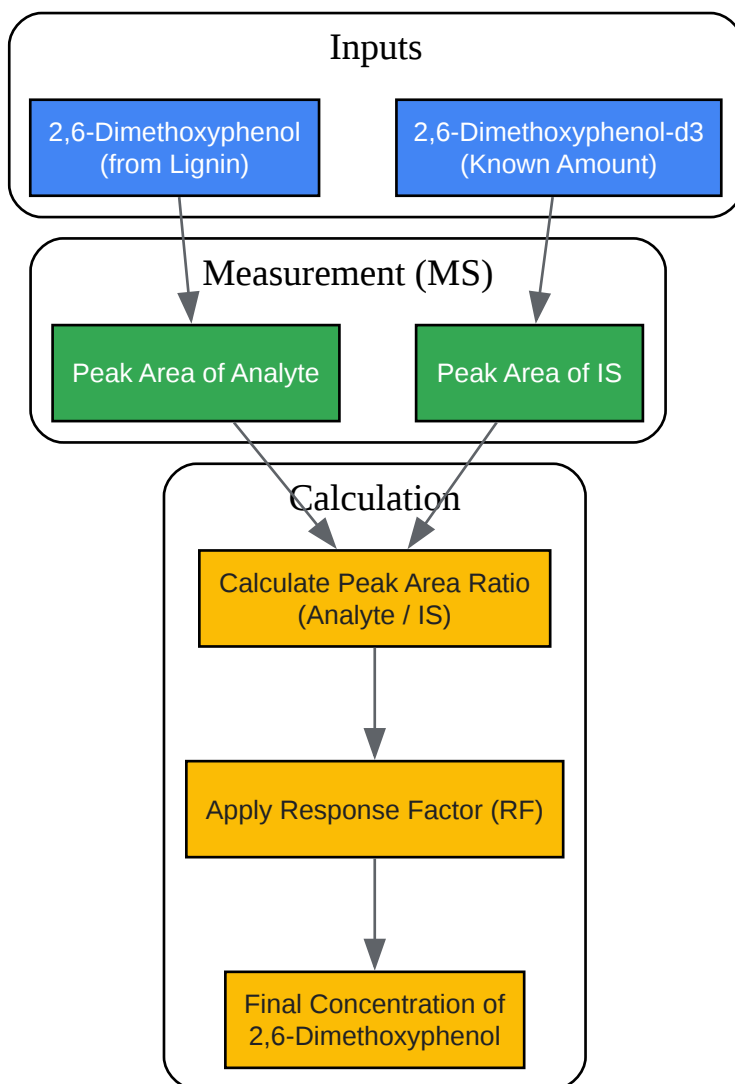 Inputs
2,6-Dimethoxyphenol
(from Lignin)
2,6-Dimethoxyphenol-d3
(Known Amount)
Measurement (MS)
Peak Area of Analyte
Peak Area of IS
Calculation
Calculate Peak Area Ratio
(Analyte / IS)
Apply Response Factor (RF)
Final Concentration of
2,6-Dimethoxyphenol